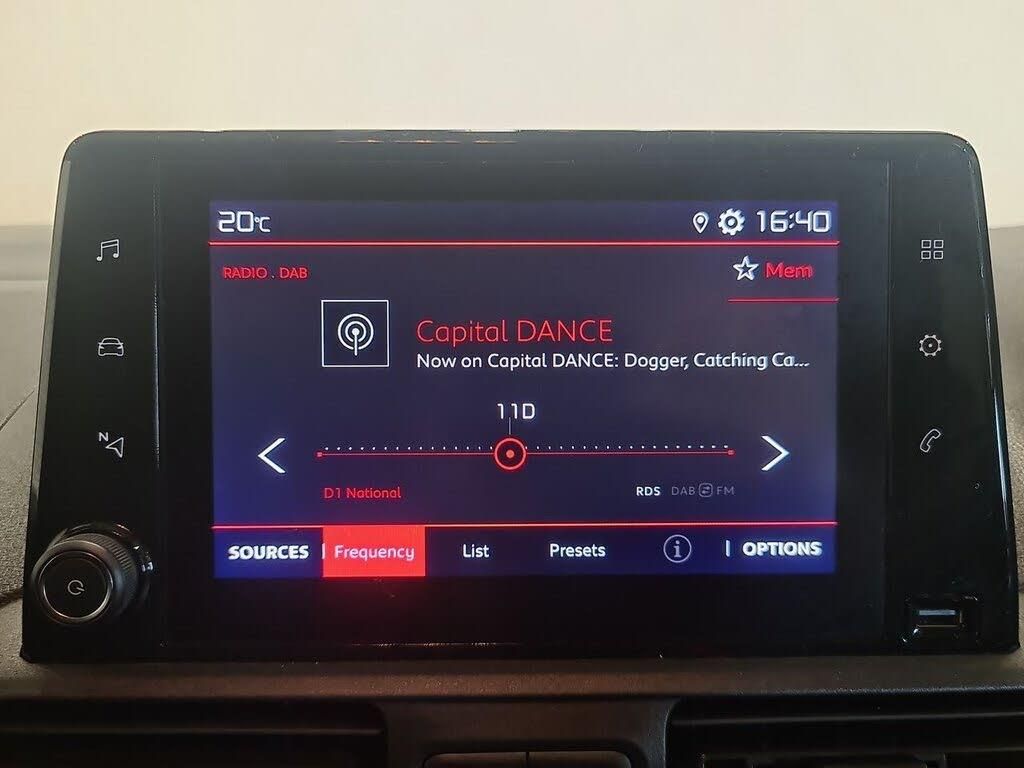 20°C 16:40
RADIO . DAB Mem
Capital DANCE
Now on Capital DANCE: Dogger, Catching Ca...
11D
N
D1 National RDS DAB FM
SOURCES Frequency List Presets i OPTIONS